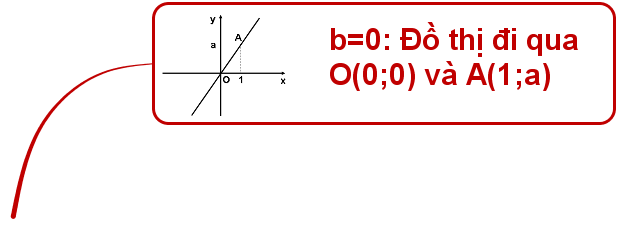 y
a
A
O
1
x
b=0: Đồ thị đi qua
O(0;0) và A(1;a)